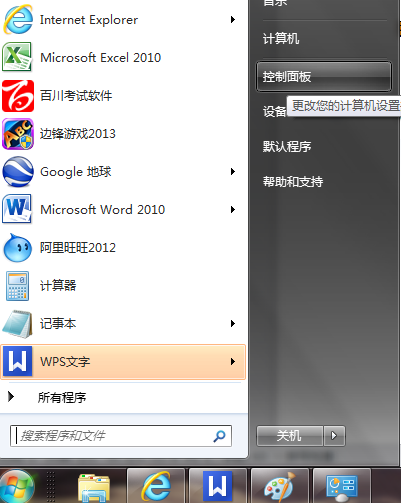 Internet Explorer
Microsoft Excel 2010
百川考试软件
边锋游戏2013
Google 地球
Microsoft Word 2010
阿里旺旺2012
计算器
记事本
WPS文字
所有程序
搜索程序和文件
音乐
计算机
控制面板
更改您的计算机设置
设备
默认程序
帮助和支持
关机